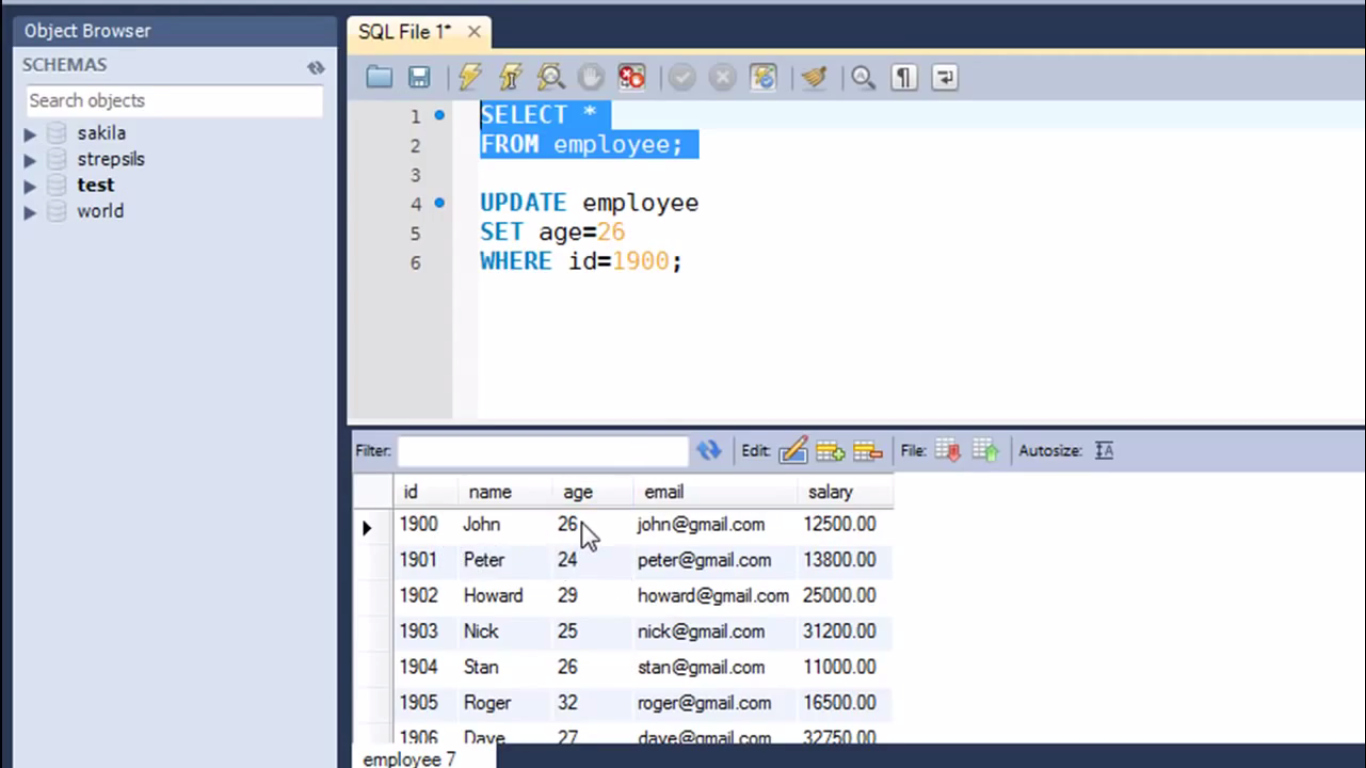 Object Browser
SCHEMAS
Search objects
sakila
strepsils
test
world
SQL File 1*
1 SELECT *
2 FROM employee;
3
4 UPDATE employee
5 SET age=26
6 WHERE id=1900;
Filter: Edit: File: Autosize:
id name age email salary
1900 John 26 john@gmail.com 12500.00
1901 Peter 24 peter@gmail.com 13800.00
1902 Howard 29 howard@gmail.com 25000.00
1903 Nick 25 nick@gmail.com 31200.00
1904 Stan 26 stan@gmail.com 11000.00
1905 Roger 32 roger@gmail.com 16500.00
1906 Dave 27 dave@gmail.com 32750.00
employee 7